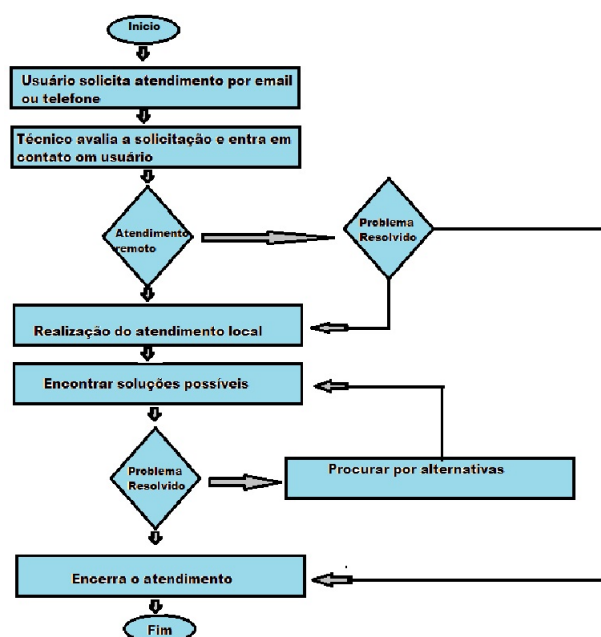 Inicio
Usuário solicita atendimento por email
ou telefone
Técnico avalia a solicitação e entra em
contato om usuário
Atendimento
remoto
Problema
Resolvido
Realização do atendimento local
Encontrar soluções possíveis
Problema
Resolvido
Procurar por alternativas
Encerra o atendimento
Fim